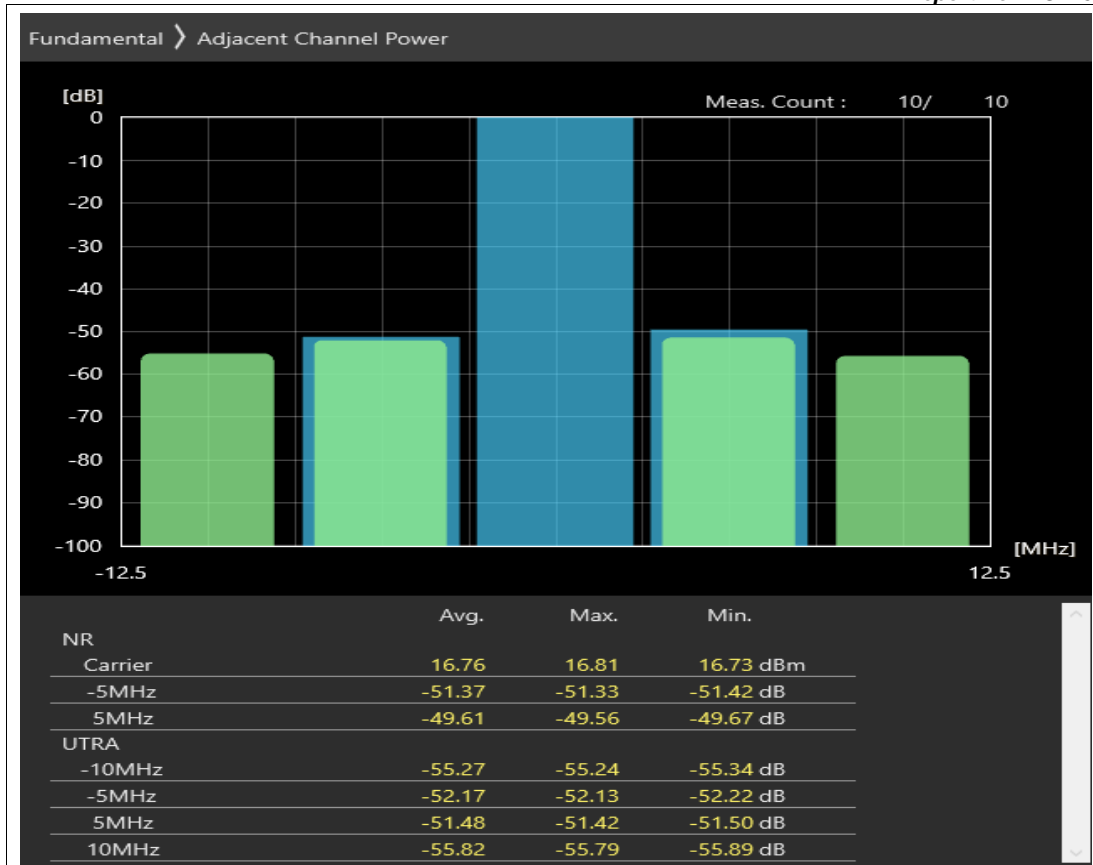 Fundamental 〉 Adjacent Channel Power
[dB]
Meas. Count : 10/ 10
0
-10
-20
-30
-40
-50
-60
-70
-80
-90
-100
[MHz]
-12.5 12.5
Avg. Max. Min.
NR
Carrier 16.76 16.81 16.73 dBm
-5MHz -51.37 -51.33 -51.42 dB
5MHz -49.61 -49.56 -49.67 dB
UTRA
-10MHz -55.27 -55.24 -55.34 dB
-5MHz -52.17 -52.13 -52.22 dB
5MHz -51.48 -51.42 -51.50 dB
10MHz -55.82 -55.79 -55.89 dB